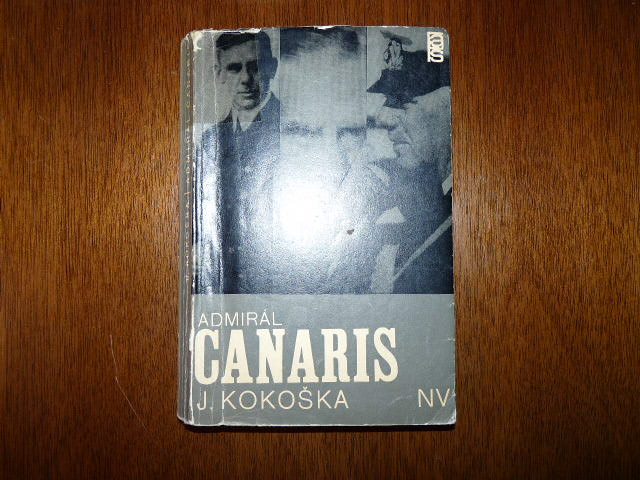 ADMIRÁL
CANARIS
J. KOKOŠKA NV